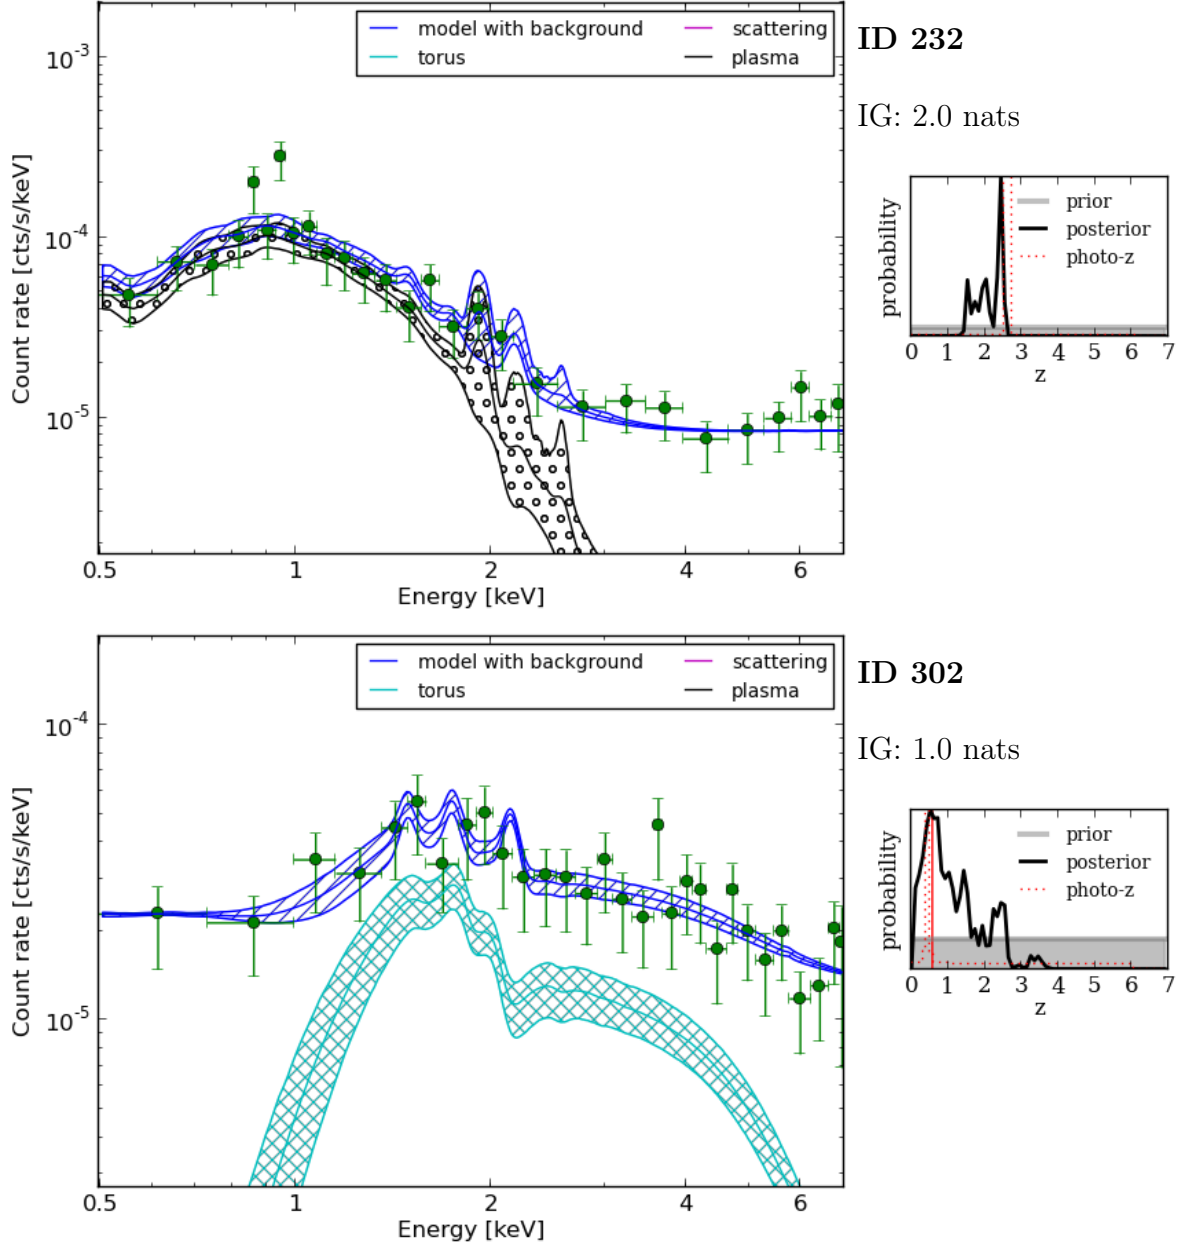 model with background
torus
scattering
plasma
ID 232
IG: 2.0 nats
10^-3
10^-4
10^-5
Count rate [cts/s/keV]
0.5 1 2 4 6
Energy [keV]
probability
prior
posterior
photo-z
0 1 2 3 4 5 6 7
z
model with background
torus
scattering
plasma
ID 302
IG: 1.0 nats
10^-4
10^-5
Count rate [cts/s/keV]
0.5 1 2 4 6
Energy [keV]
probability
prior
posterior
photo-z
0 1 2 3 4 5 6 7
z